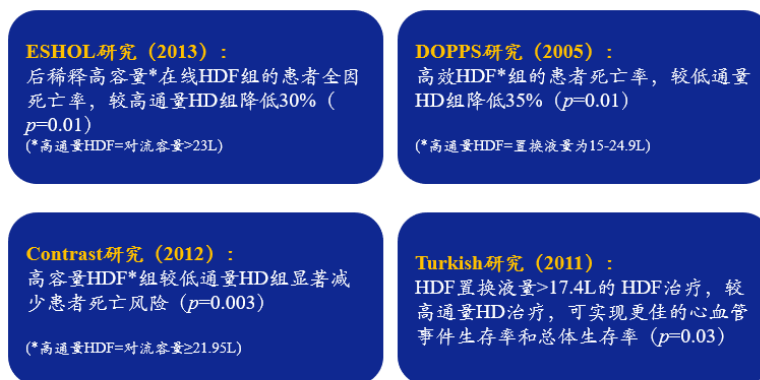 ESHOL研究（2013）:
后稀释高容量*在线HDF组的患者全因
死亡率，较高通量HD组降低30%（
p=0.01）
(*高通量HDF=对流容量>23L)
DOPPS研究（2005）:
高效HDF*组的患者死亡率，较低通量
HD组降低35%（p=0.01）
(*高通量HDF=置换液量为15-24.9L)
Contrast研究（2012）:
高容量HDF*组较低通量HD组显著减
少患者死亡风险（p=0.003）
(*高通量HDF=对流容量≥21.95L)
Turkish研究（2011）:
HDF置换液量>17.4L的 HDF治疗，较
高通量HD治疗，可实现更佳的心血管
事件生存率和总体生存率（p=0.03）